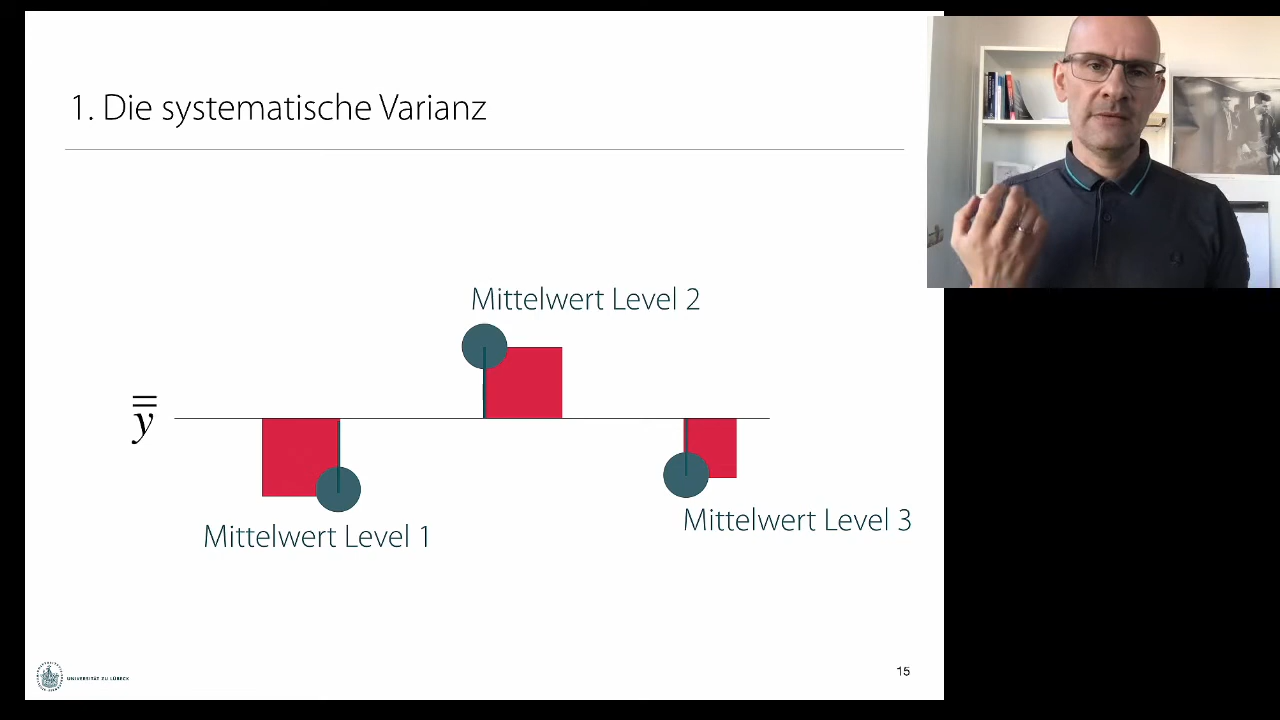 1. Die systematische Varianz
Mittelwert Level 2
y
Mittelwert Level 1
Mittelwert Level 3
UNIVERSITÄT ZU LÜBECK
15